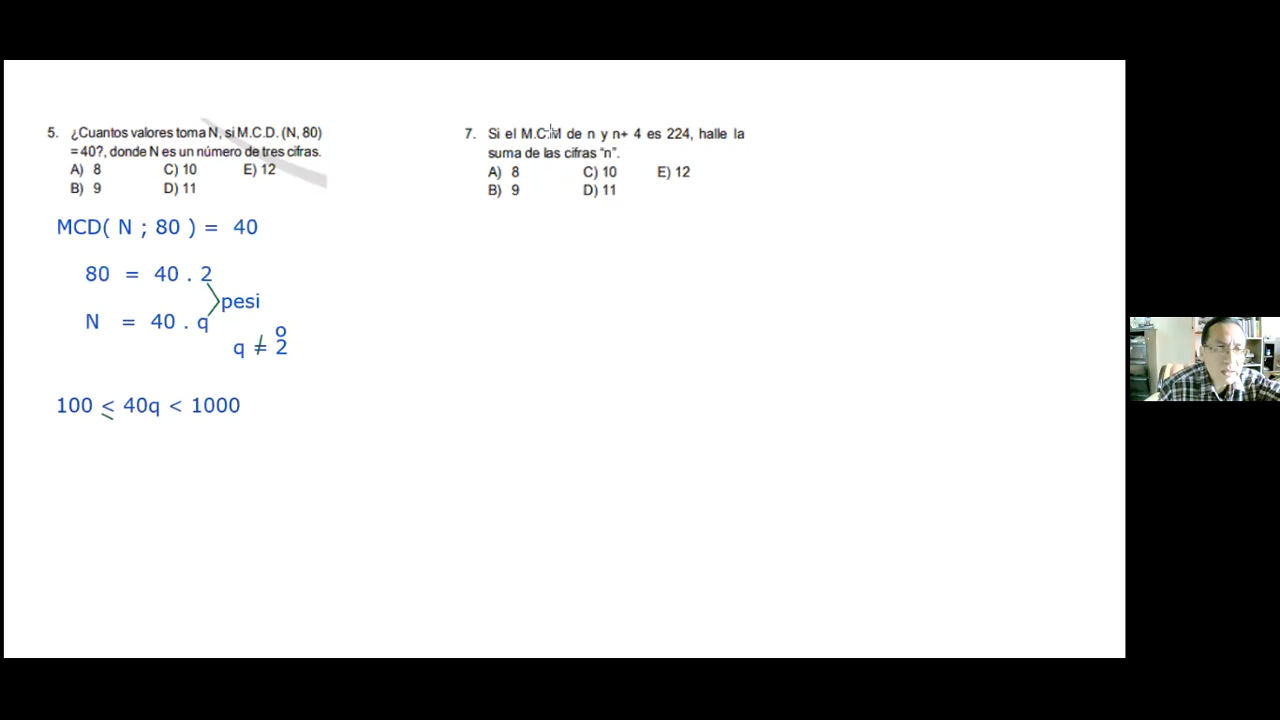 5. ¿Cuantos valores toma N, si M.C.D. (N, 80)
= 40?, donde N es un número de tres cifras.
A) 8 C) 10 E) 12
B) 9 D) 11
MCD( N ; 80 ) = 40
80 = 40 . 2
pesi
N = 40 . q
o
q ≠ 2
100 ≤ 40q < 1000
7. Si el M.C.M de n y n+ 4 es 224, halle la
suma de las cifras “n”.
A) 8 C) 10 E) 12
B) 9 D) 11